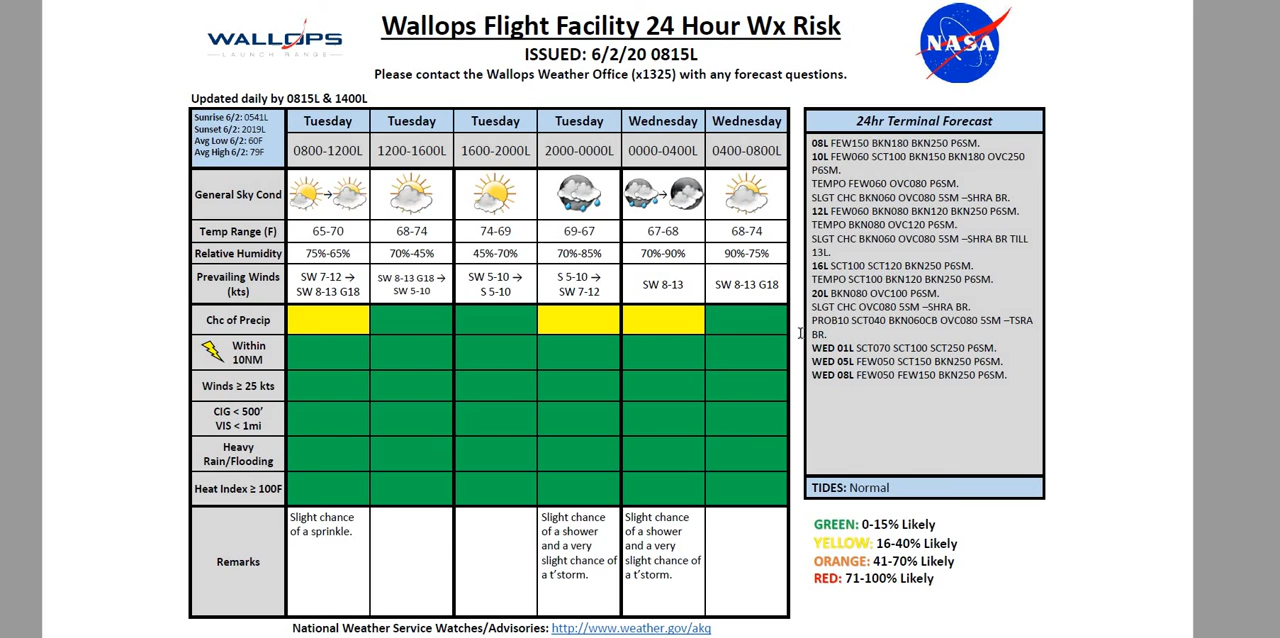 WALLOPS
LAUNCH RANGE
Wallops Flight Facility 24 Hour Wx Risk
ISSUED: 6/2/20 0815L
Please contact the Wallops Weather Office (x1325) with any forecast questions.
NASA
Updated daily by 0815L & 1400L
Sunrise 6/2: 0541L
Sunset 6/2: 2019L
Avg Low 6/2: 60F
Avg High 6/2: 79F
Tuesday Tuesday Tuesday Tuesday Wednesday Wednesday
0800-1200L 1200-1600L 1600-2000L 2000-0000L 0000-0400L 0400-0800L
General Sky Cond
Temp Range (F) 65-70 68-74 74-69 69-67 67-68 68-74
Relative Humidity 75%-65% 70%-45% 45%-70% 70%-85% 70%-90% 90%-75%
Prevailing Winds (kts)
SW 7-12 →
SW 8-13 G18
SW 8-13 G18 →
SW 5-10
SW 5-10 →
S 5-10
S 5-10 →
SW 7-12
SW 8-13
SW 8-13 G18
Chc of Precip
Within
10NM
Winds ≥ 25 kts
CIG < 500’
VIS < 1mi
Heavy
Rain/Flooding
Heat Index ≥ 100F
Remarks
Slight chance
of a sprinkle.
Slight chance
of a shower
and a very
slight chance of
a t’storm.
Slight chance
of a shower
and a very
slight chance of
a t’storm.
National Weather Service Watches/Advisories: http://www.weather.gov/akq
24hr Terminal Forecast
08L FEW150 BKN180 BKN250 P6SM.
10L FEW060 SCT100 BKN150 BKN180 OVC250
P6SM.
TEMPO FEW060 OVC080 P6SM.
SLGT CHC BKN060 OVC080 5SM –SHRA BR.
12L FEW060 BKN080 BKN120 BKN250 P6SM.
TEMPO BKN080 OVC120 P6SM.
SLGT CHC BKN060 OVC080 5SM –SHRA BR TILL
13L.
16L SCT100 SCT120 BKN250 P6SM.
TEMPO SCT100 BKN120 BKN250 P6SM.
20L BKN080 OVC100 P6SM.
SLGT CHC OVC080 5SM –SHRA BR.
PROB10 SCT040 BKN060CB OVC080 5SM –TSRA
BR.
WED 01L SCT070 SCT100 SCT250 P6SM.
WED 05L FEW050 SCT150 BKN250 P6SM.
WED 08L FEW050 FEW150 BKN250 P6SM.
TIDES: Normal
GREEN: 0-15% Likely
YELLOW: 16-40% Likely
ORANGE: 41-70% Likely
RED: 71-100% Likely